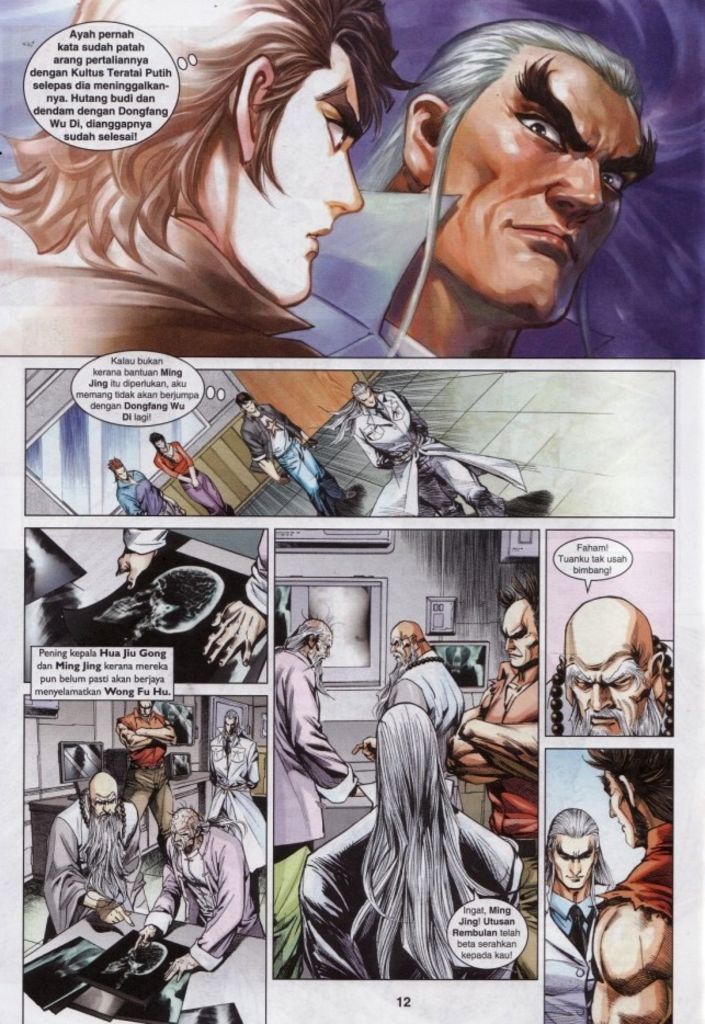 Ayah pernah
kata sudah patah
arang pertaliannya
dengan Kultus Teratai Putih
selepas dia meninggalkan-
nya. Hutang budi dan
dendam dengan Dongfang
Wu Di, dianggapnya
sudah selesai!
Kalau bukan
kerana bantuan Ming
Jing itu diperlukan, aku
memang tidak akan berjumpa
dengan Dongfang Wu
Di lagi!
Pening kepala Hua Jiu Gong
dan Ming Jing kerana mereka
pun belum pasti akan berjaya
menyelamatkan Wong Fu Hu.
Ingat, Ming
Jing! Utusan
Rembulan telah
beta serahkan
kepada kau!
Faham!
Tuanku tak usah
bimbang!
12